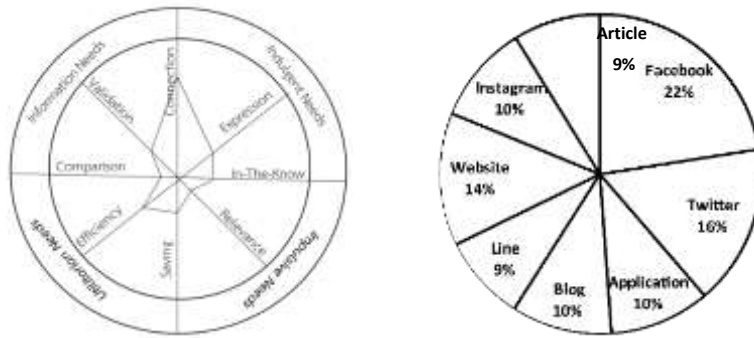 Information Needs
Indulgent Needs
Validation
Connection
Expression
Comparison
In-The-Know
Efficiency
Saving
Relevance
Utilitarian Needs
Impulsive Needs
Article
9%
Facebook
22%
Instagram
10%
Website
14%
Twitter
16%
Line
9%
Blog
10%
Application
10%